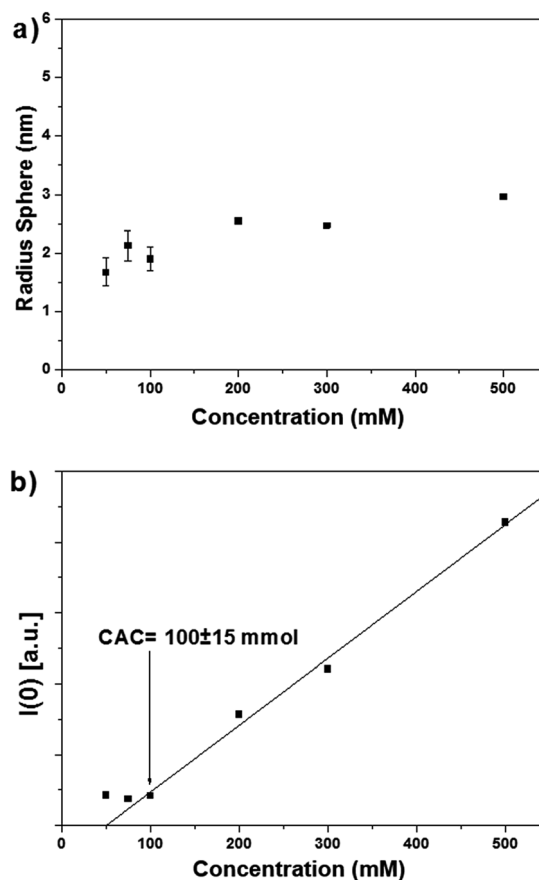 a)
Radius Sphere (nm)
6
5
4
3
2
1
0
0 100 200 300 400 500
Concentration (mM)
b)
I(0) [a.u.]
CAC= 100±15 mmol
0 100 200 300 400 500
Concentration (mM)